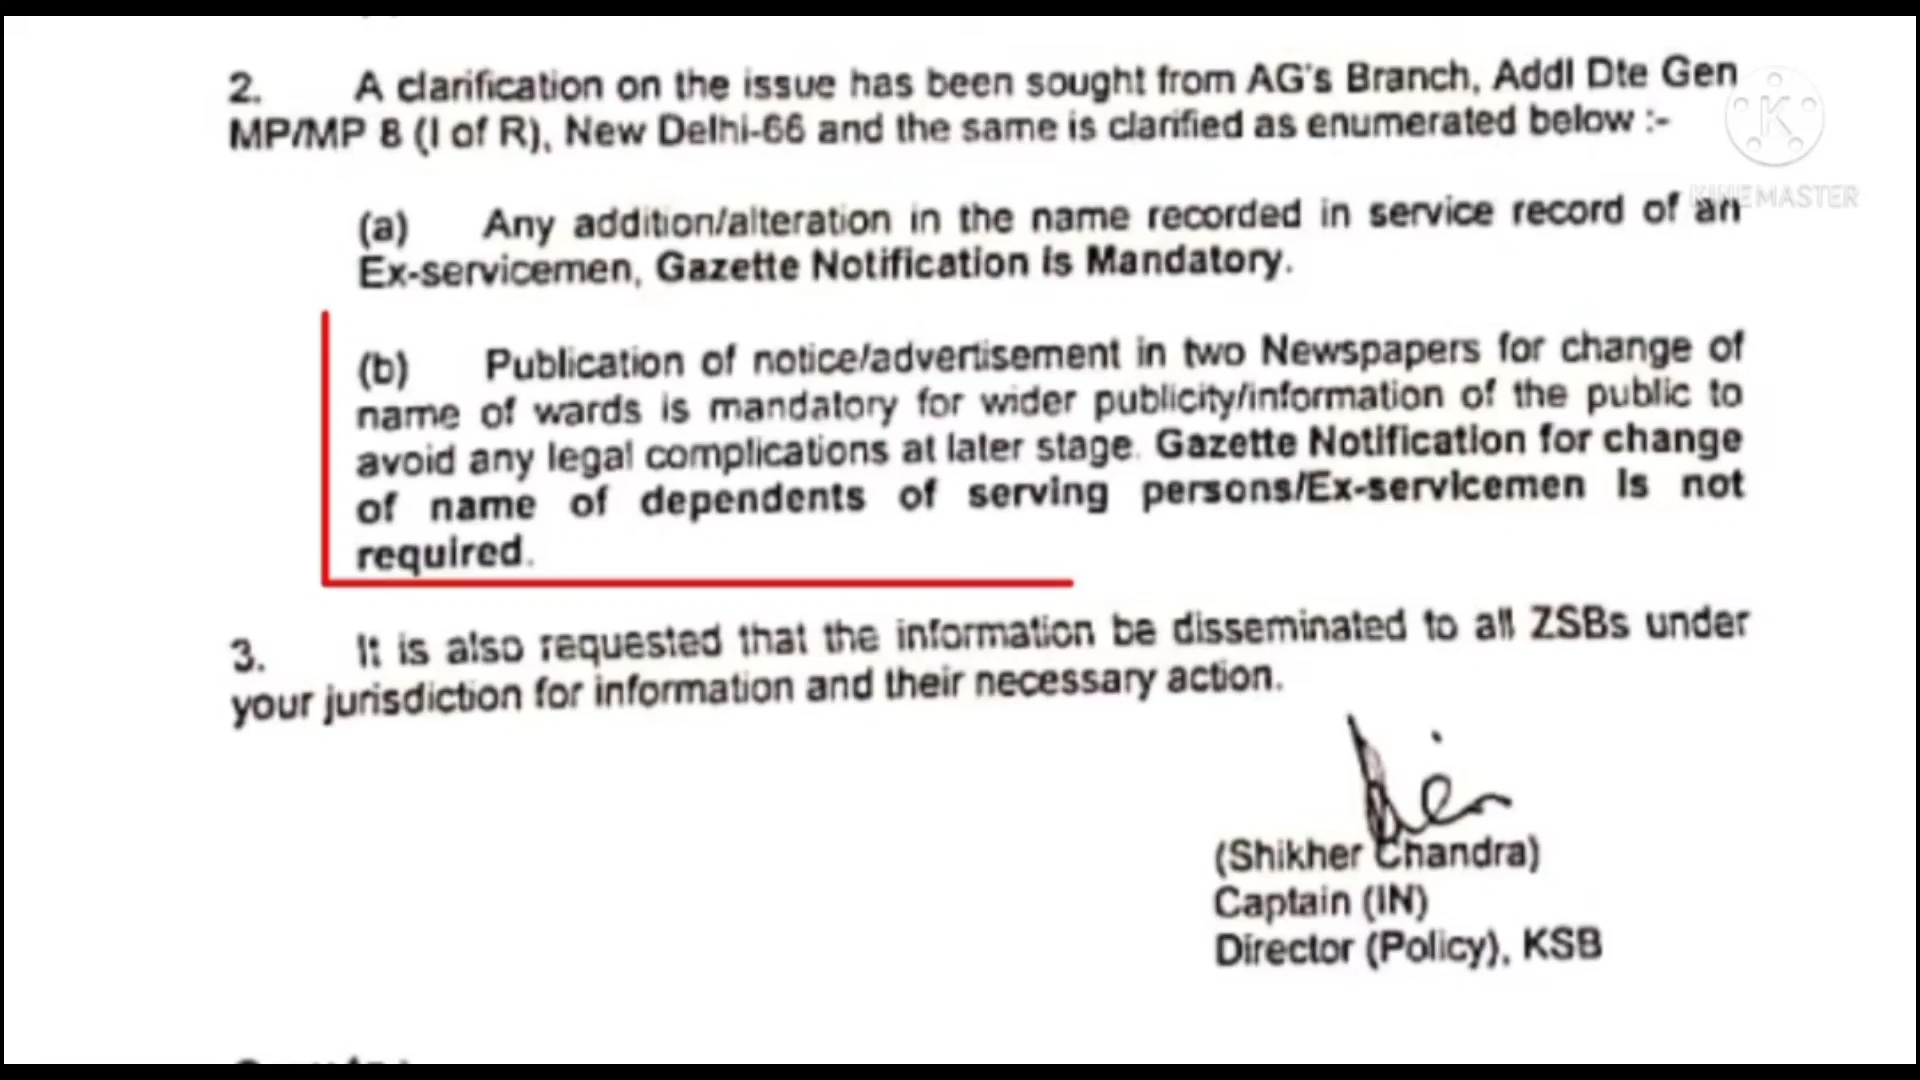 2. A clarification on the issue has been sought from AG's Branch, Addl Dte Gen
MP/MP 8 (I of R), New Delhi-66 and the same is clarified as enumerated below :-
K
KINEMASTER
(a) Any addition/alteration in the name recorded in service record of an
Ex-servicemen, Gazette Notification is Mandatory.
(b) Publication of notice/advertisement in two Newspapers for change of
name of wards is mandatory for wider publicity/information of the public to
avoid any legal complications at later stage. Gazette Notification for change
of name of dependents of serving persons/Ex-servicemen is not
required.
3. It is also requested that the information be disseminated to all ZSBs under
your jurisdiction for information and their necessary action.
(Shikher Chandra)
Captain (IN)
Director (Policy), KSB